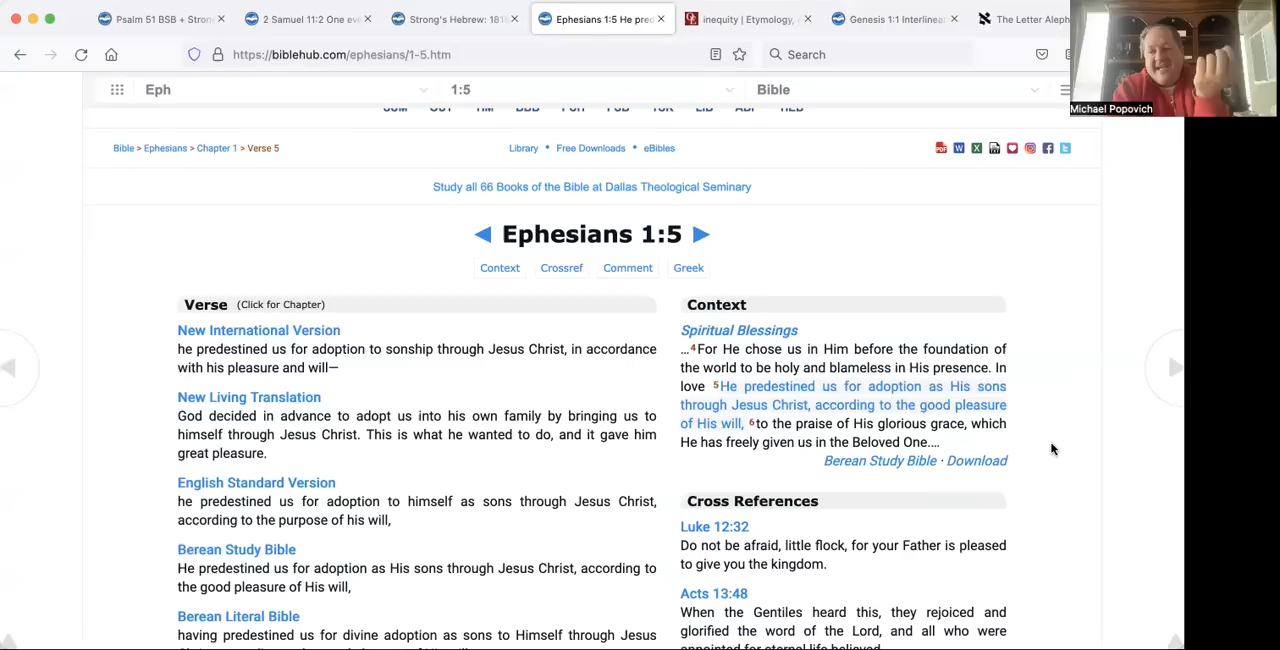 Psalm 51 BSB + Stron
2 Samuel 11:2 One eve
Strong's Hebrew: 181
Ephesians 1:5 He pred
inequity | Etymology,
Genesis 1:1 Interlinea
The Letter Aleph
https://biblehub.com/ephesians/1-5.htm
Search
Michael Popovich
Eph
1:5
Bible
Bible > Ephesians > Chapter 1 > Verse 5
Library • Free Downloads • eBibles
Study all 66 Books of the Bible at Dallas Theological Seminary
◄ Ephesians 1:5 ►
Context
Crossref
Comment
Greek
Verse (Click for Chapter)
New International Version
he predestined us for adoption to sonship through Jesus Christ, in accordance
with his pleasure and will—
New Living Translation
God decided in advance to adopt us into his own family by bringing us to
himself through Jesus Christ. This is what he wanted to do, and it gave him
great pleasure.
English Standard Version
he predestined us for adoption to himself as sons through Jesus Christ,
according to the purpose of his will,
Berean Study Bible
He predestined us for adoption as His sons through Jesus Christ, according to
the good pleasure of His will,
Berean Literal Bible
having predestined us for divine adoption as sons to Himself through Jesus
Context
Spiritual Blessings
…4For He chose us in Him before the foundation of
the world to be holy and blameless in His presence. In
love 5He predestined us for adoption as His sons
through Jesus Christ, according to the good pleasure
of His will, 6to the praise of His glorious grace, which
He has freely given us in the Beloved One.…
Berean Study Bible · Download
Cross References
Luke 12:32
Do not be afraid, little flock, for your Father is pleased
to give you the kingdom.
Acts 13:48
When the Gentiles heard this, they rejoiced and
glorified the word of the Lord, and all who were
appointed for eternal life believed.